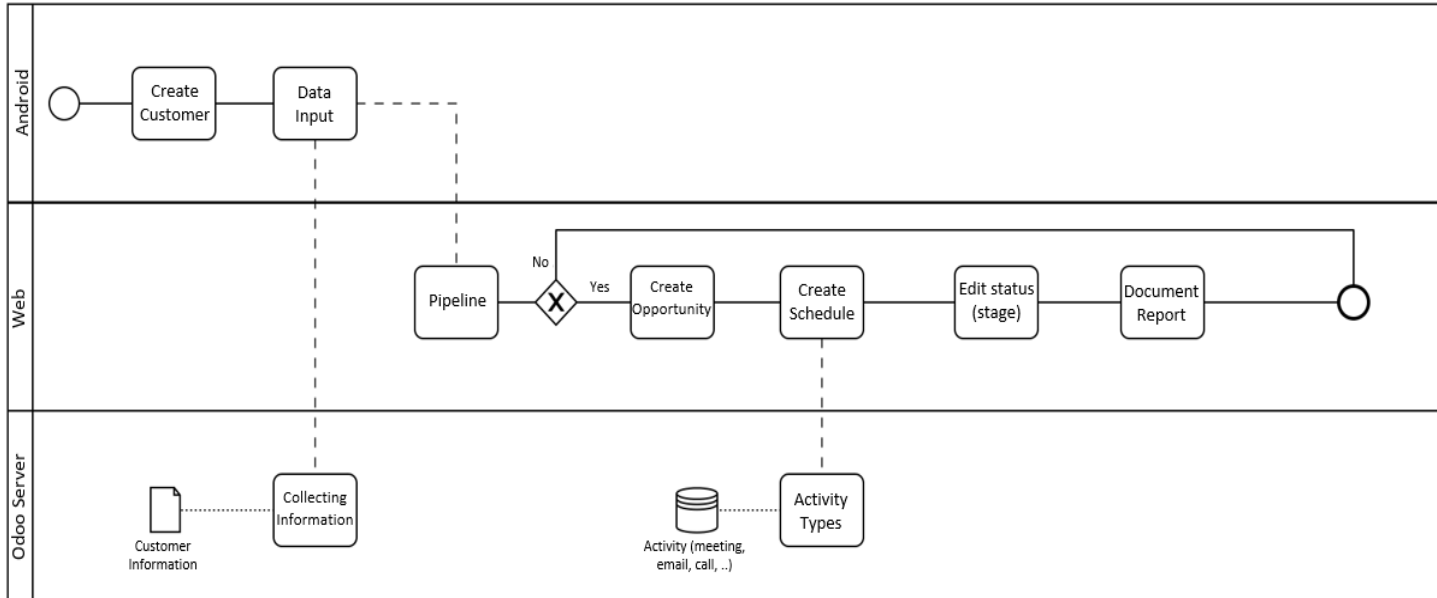 Android
Create
Customer
Data
Input
Web
Pipeline
No
X
Yes
Create
Opportunity
Create
Schedule
Edit status
(stage)
Document
Report
Odoo Server
Customer
Information
Collecting
Information
Activity (meeting,
email, call, ..)
Activity
Types